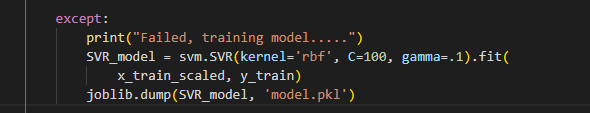 except:
print("Failed, training model.....")
SVR_model = svm.SVR(kernel='rbf', C=100, gamma=.1).fit(
x_train_scaled, y_train)
joblib.dump(SVR_model, 'model.pkl')